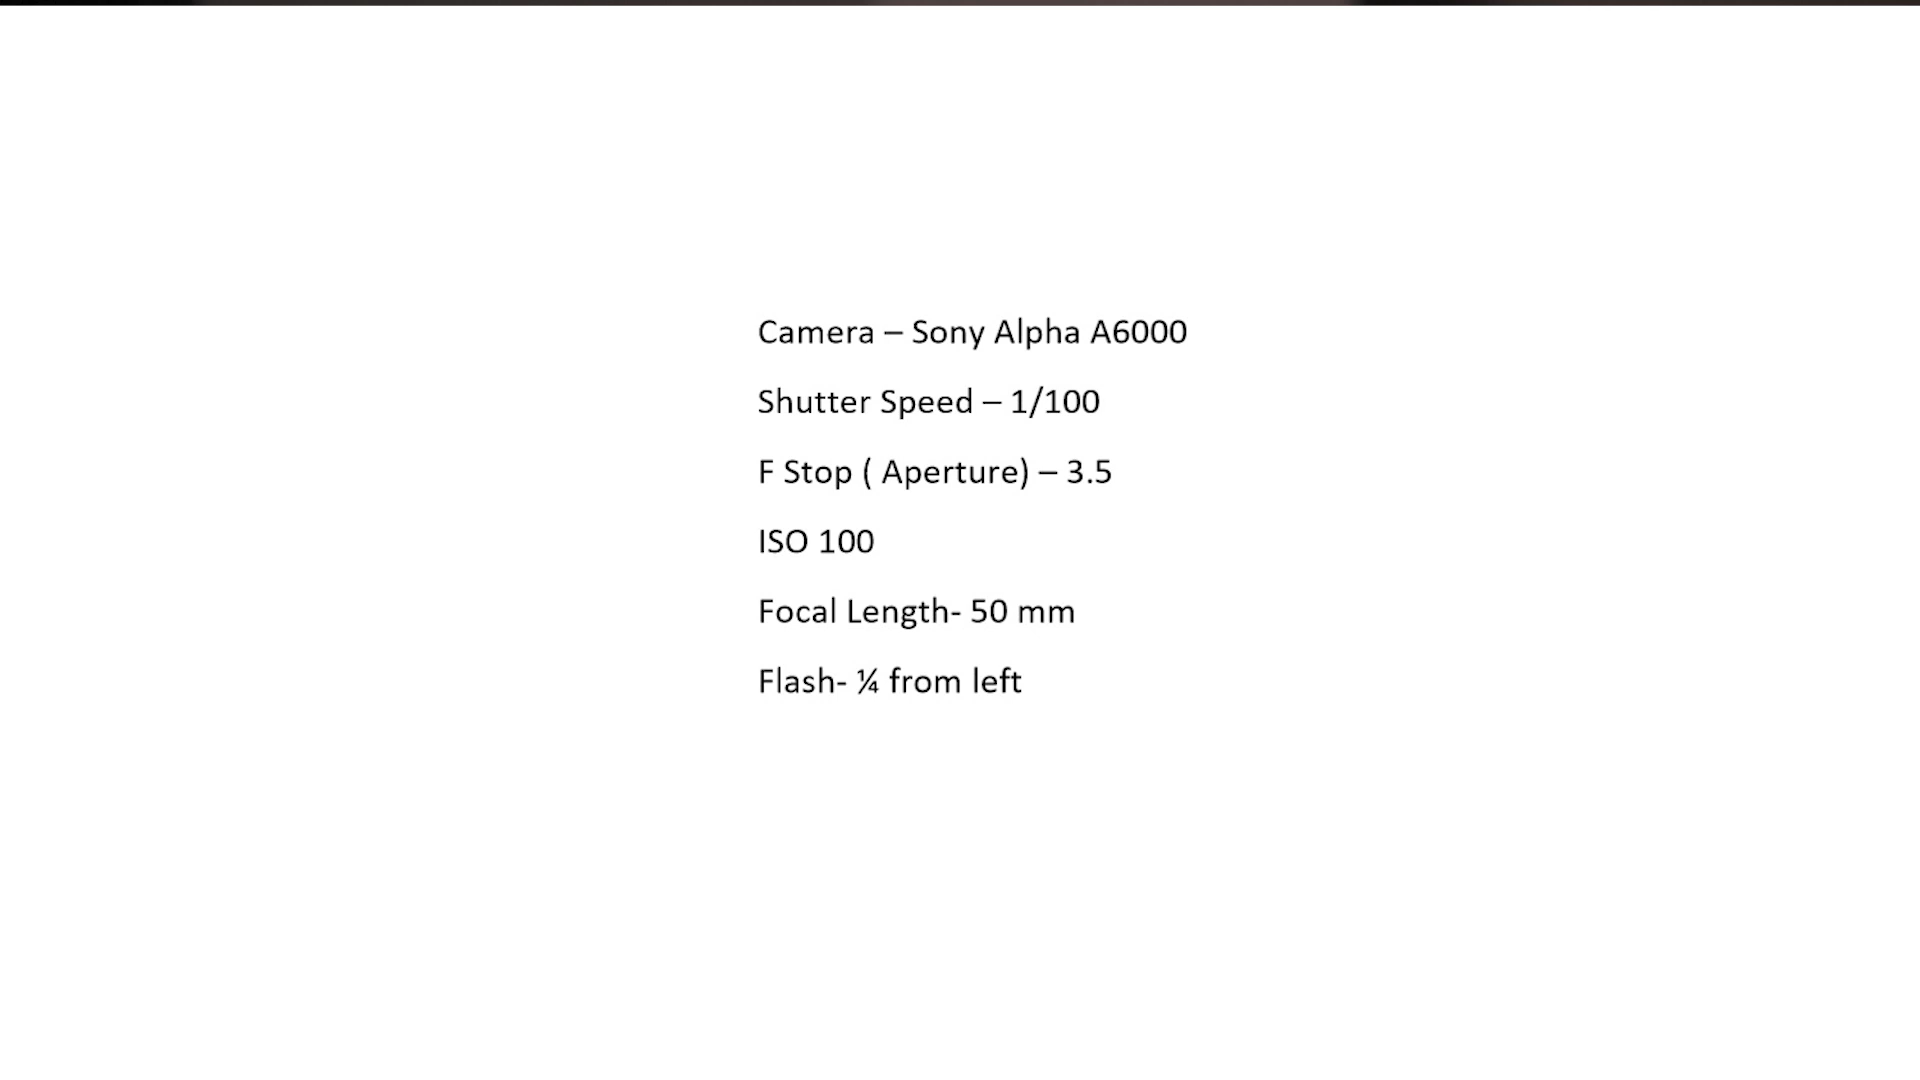 Camera – Sony Alpha A6000
Shutter Speed – 1/100
F Stop ( Aperture) – 3.5
ISO 100
Focal Length- 50 mm
Flash- ¼ from left